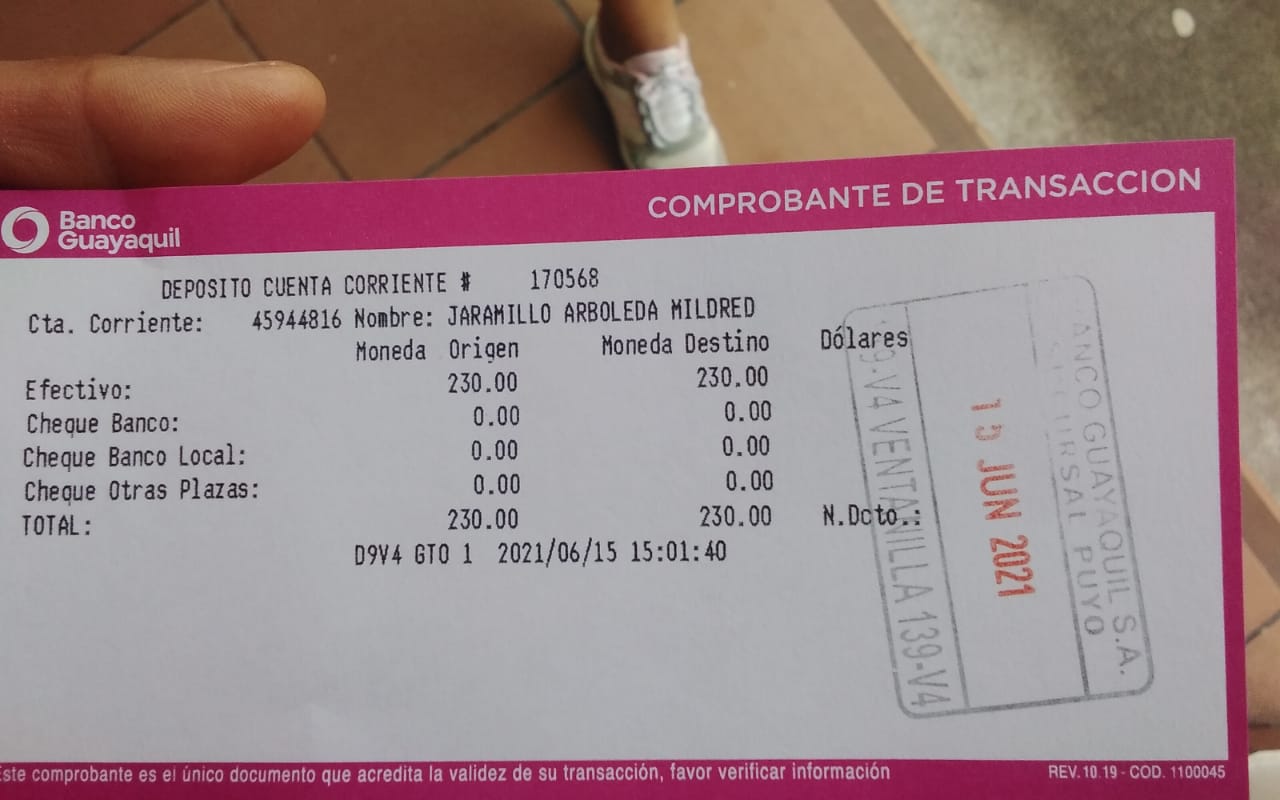 Banco
Guayaquil
COMPROBANTE DE TRANSACCION
DEPOSITO CUENTA CORRIENTE # 170568
Cta. Corriente: 45944816 Nombre: JARAMILLO ARBOLEDA MILDRED
Moneda Origen Moneda Destino Dólares
Efectivo: 230.00 230.00
Cheque Banco: 0.00 0.00
Cheque Banco Local: 0.00 0.00
Cheque Otras Plazas: 0.00 0.00
TOTAL: 230.00 230.00 N.Dcto.:
D9V4 GTO 1 2021/06/15 15:01:40
BANCO GUAYAQUIL S.A.
SUCURSAL PUYO
15 JUN 2021
VENTANILLA 139-V4
Este comprobante es el único documento que acredita la validez de su transacción, favor verificar información
REV.10.19 - COD. 1100045